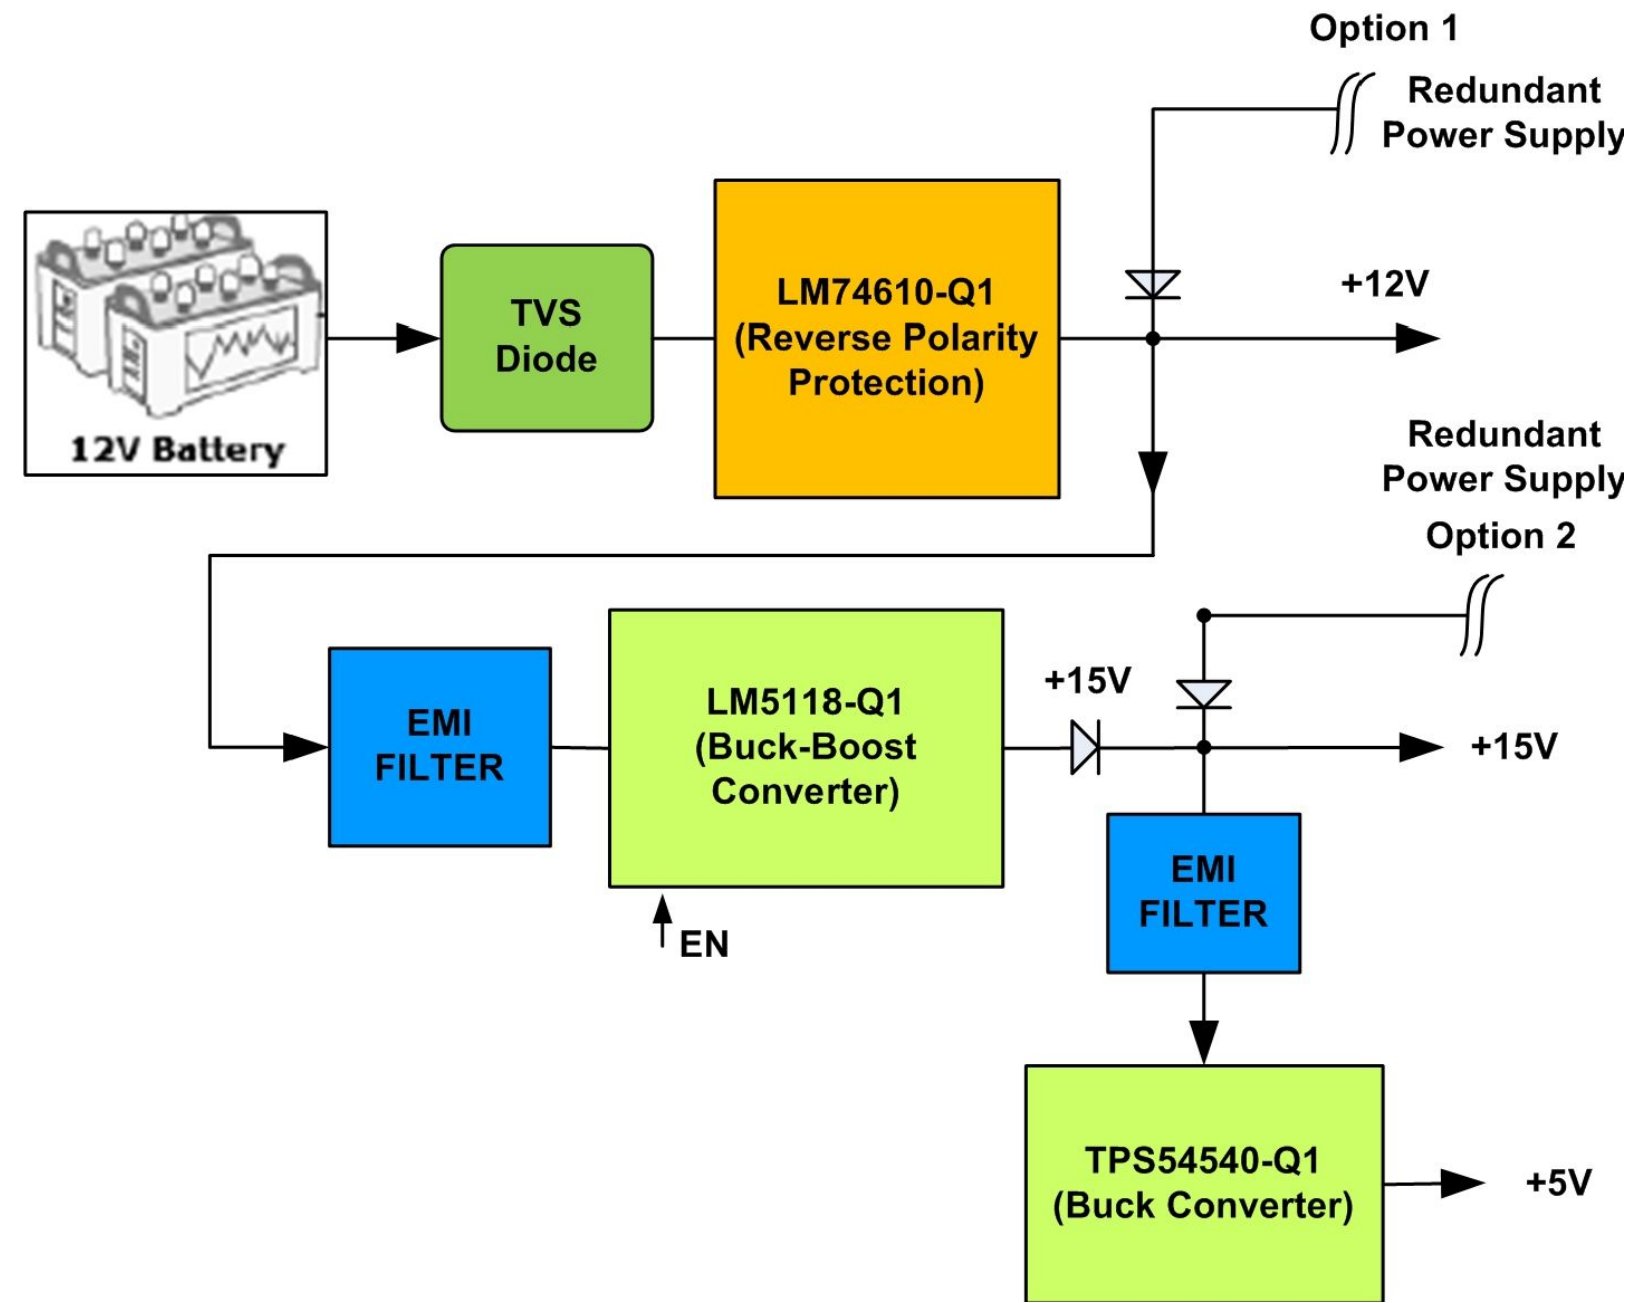 Option 1
Redundant
Power Supply
12V Battery
TVS
Diode
LM74610-Q1
(Reverse Polarity
Protection)
+12V
Redundant
Power Supply
Option 2
EMI
FILTER
LM5118-Q1
(Buck-Boost
Converter)
EN
+15V
+15V
EMI
FILTER
TPS54540-Q1
(Buck Converter)
+5V